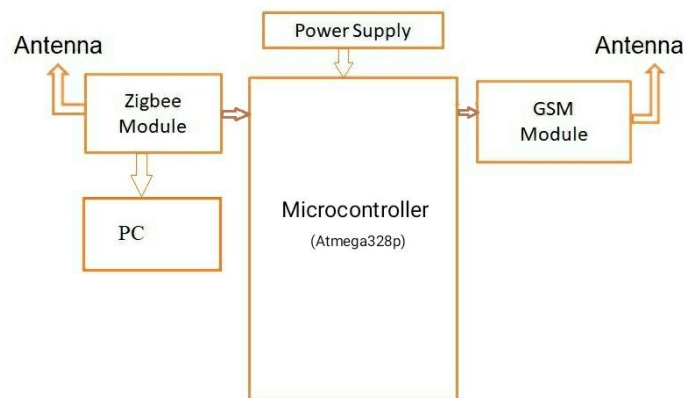 Power Supply
Antenna
Antenna
Zigbee
Module
GSM
Module
Microcontroller
(Atmega328p)
PC